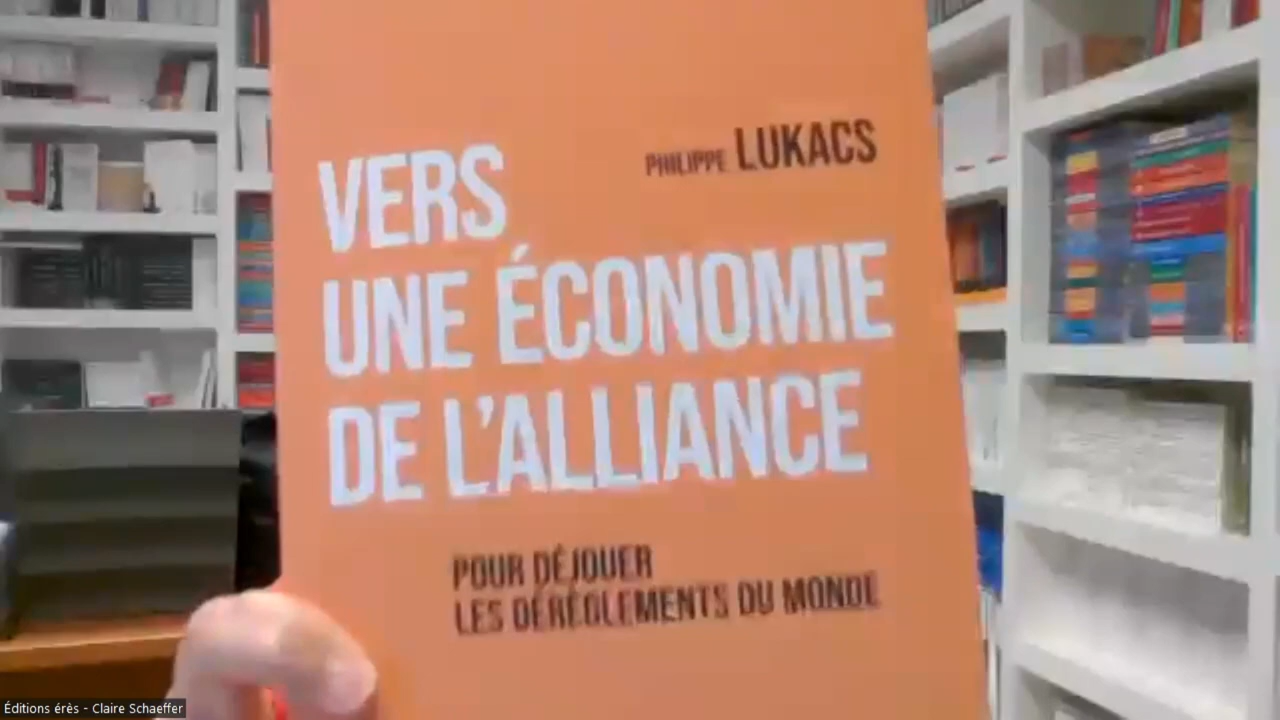 PHILIPPE LUKACS
VERS
UNE ÉCONOMIE
DE L'ALLIANCE
POUR DÉJOUER
LES DÉRÈGLEMENTS DU MONDE
Éditions érès - Claire Schaeffer